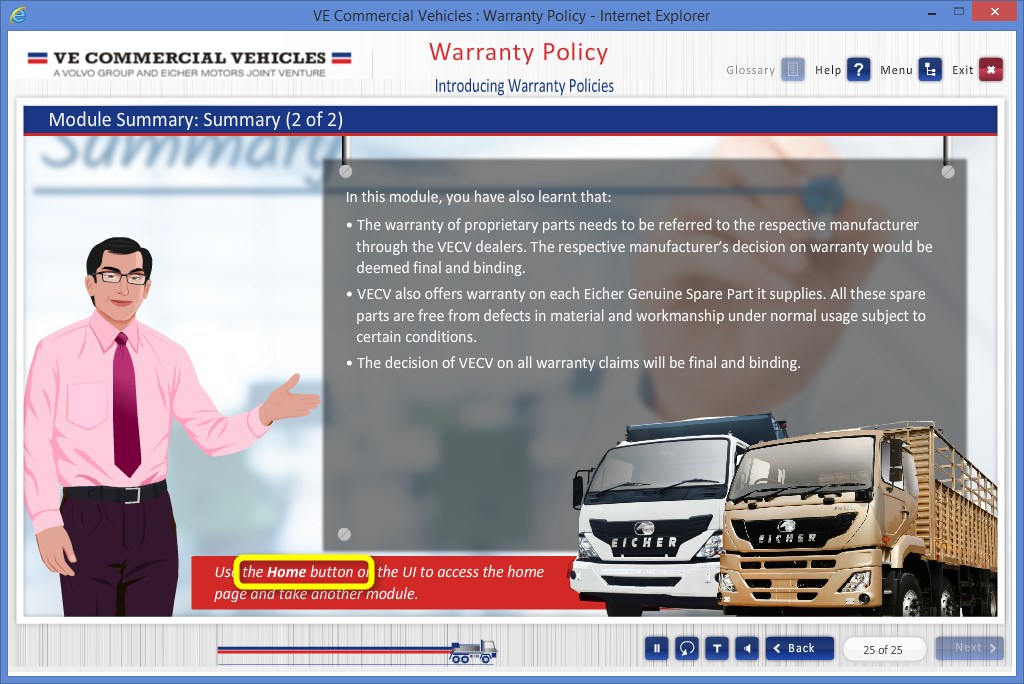 VE Commercial Vehicles : Warranty Policy - Internet Explorer
VE COMMERCIAL VEHICLES
A VOLVO GROUP AND EICHER MOTORS JOINT VENTURE
Warranty Policy
Introducing Warranty Policies
Glossary Help ? Menu Exit
Module Summary: Summary (2 of 2)
Summary
In this module, you have also learnt that:
• The warranty of proprietary parts needs to be referred to the respective manufacturer
through the VECV dealers. The respective manufacturer's decision on warranty would be
deemed final and binding.
• VECV also offers warranty on each Eicher Genuine Spare Part it supplies. All these spare
parts are free from defects in material and workmanship under normal usage subject to
certain conditions.
• The decision of VECV on all warranty claims will be final and binding.
EICHER
EICHER
Use the Home button on the UI to access the home
page and take another module.
T Back 25 of 25 Next